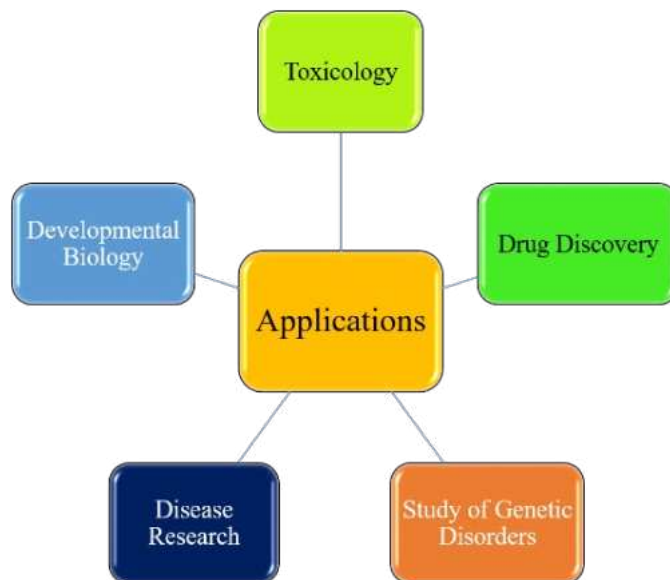 Toxicology
Developmental
Biology
Drug Discovery
Applications
Disease
Research
Study of Genetic
Disorders